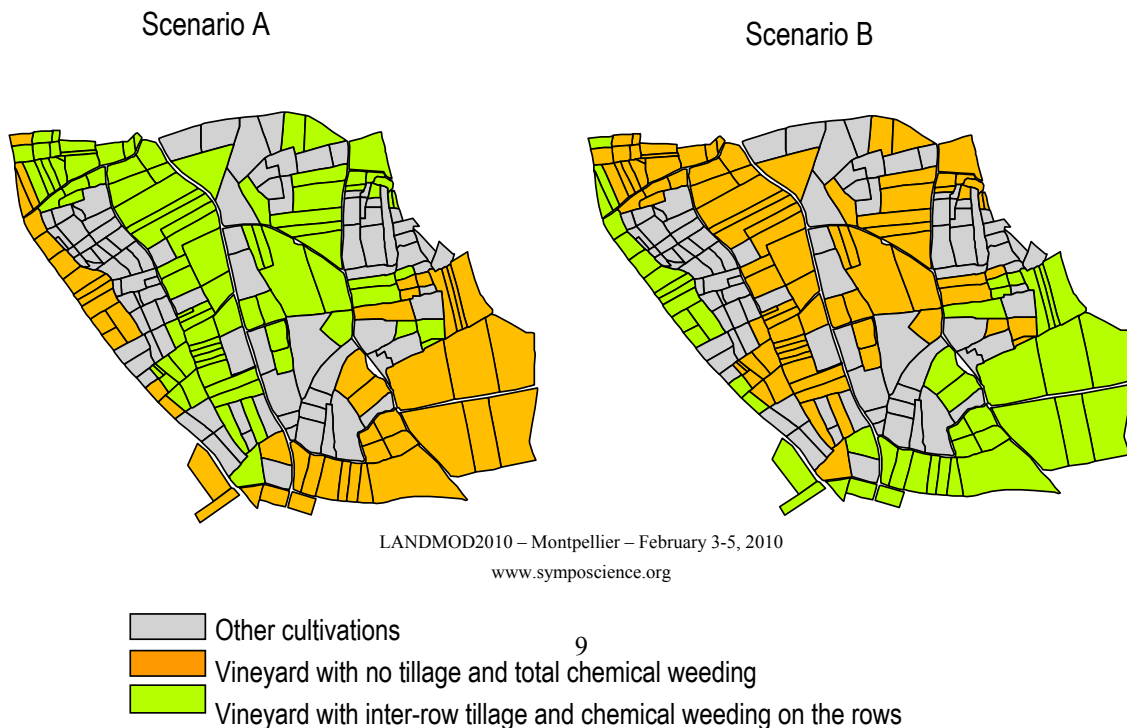 Scenario A
Scenario B
LANDMOD2010 – Montpellier – February 3-5, 2010
www.symposcience.org
Other cultivations
9
Vineyard with no tillage and total chemical weeding
Vineyard with inter-row tillage and chemical weeding on the rows